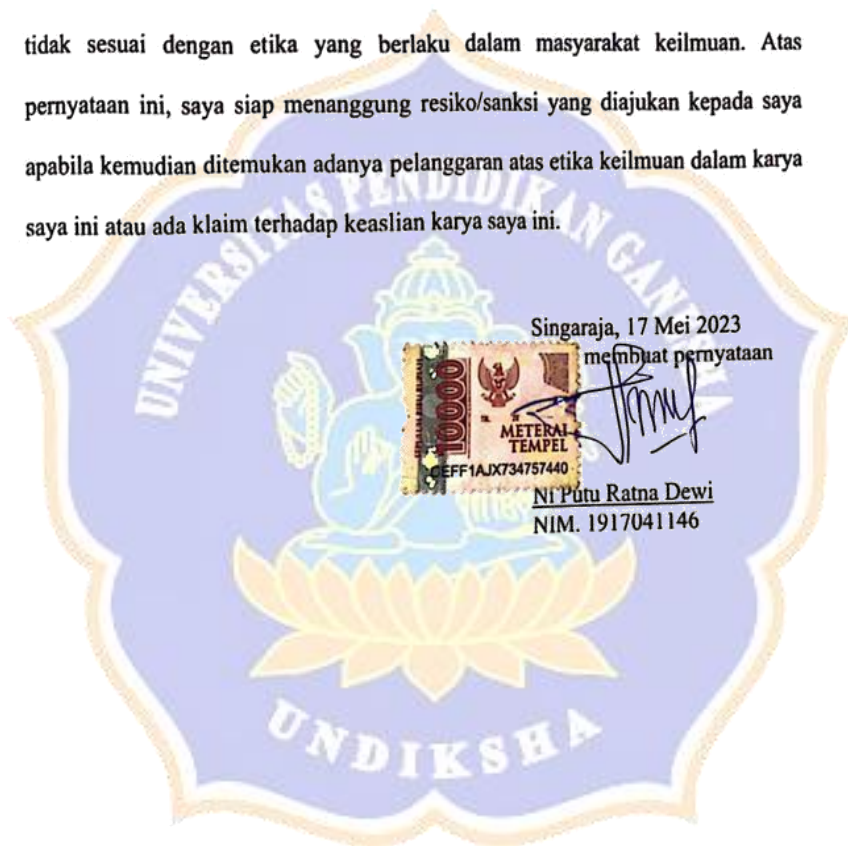 tidak sesuai dengan etika yang berlaku dalam masyarakat keilmuan. Atas
pernyataan ini, saya siap menanggung resiko/sanksi yang diajukan kepada saya
apabila kemudian ditemukan adanya pelanggaran atas etika keilmuan dalam karya
saya ini atau ada klaim terhadap keaslian karya saya ini.
UNIVERSITAS PENDIDIKAN GANESHA
Singaraja, 17 Mei 2023
membuat pernyataan
10000
METERAI
TEMPEL
CEFF1AJX734757440
Ni Putu Ratna Dewi
NIM. 1917041146
UNDIKSHA